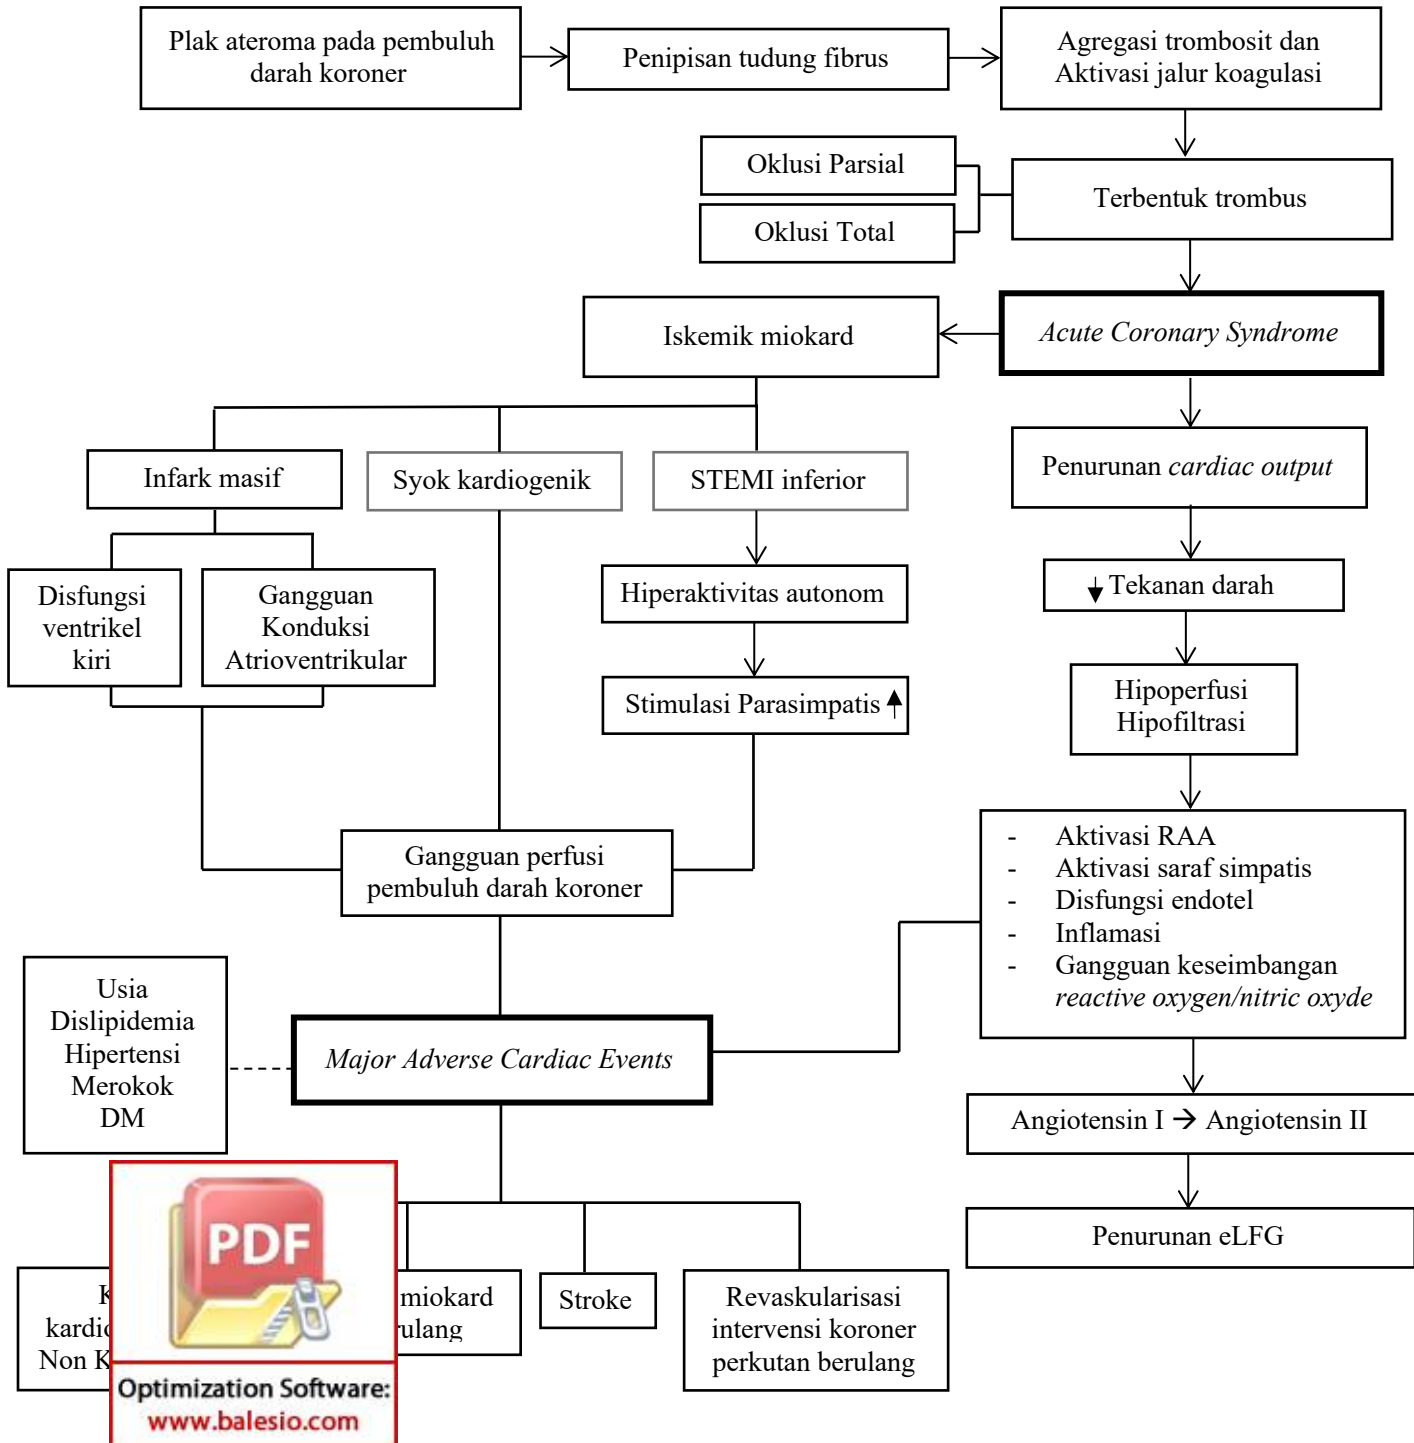 Plak ateroma pada pembuluh
darah koroner
Penipisan tudung fibrus
Agregasi trombosit dan
Aktivasi jalur koagulasi
Oklusi Parsial
Oklusi Total
Terbentuk trombus
Iskemik miokard
Acute Coronary Syndrome
Infark masif
Syok kardiogenik
STEMI inferior
Penurunan cardiac output
Disfungsi
ventrikel
kiri
Gangguan
Konduksi
Atrioventrikular
Hiperaktivitas autonom
↓ Tekanan darah
Stimulasi Parasimpatis ↑
Hipoperfusi
Hipofiltrasi
Gangguan perfusi
pembuluh darah koroner
- Aktivasi RAA
- Aktivasi saraf simpatis
- Disfungsi endotel
- Inflamasi
- Gangguan keseimbangan
reactive oxygen/nitric oxyde
Usia
Dislipidemia
Hipertensi
Merokok
DM
Major Adverse Cardiac Events
Angiotensin I → Angiotensin II
Penurunan eLFG
Non
miokard
Stroke
Revaskularisasi
intervensi koroner
perkutan berulang
PDF
Optimization Software:
www.balesio.com